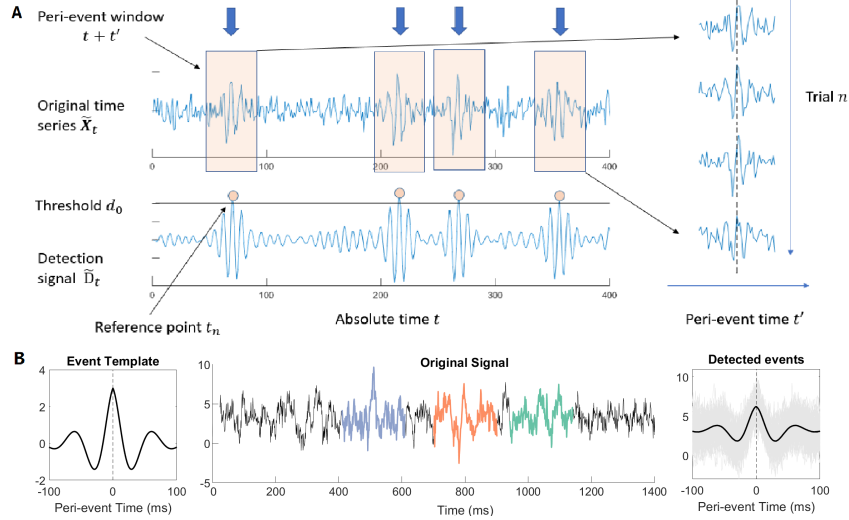 A
Peri-event window
t + t′
Original time
series X̃ₜ
0
100
200
300
400
Trial n
Threshold d₀
Detection
signal D̃ₜ
0
100
200
300
400
Reference point tₙ
Absolute time t
Peri-event time t′
B
Event Template
4
2
0
-2
-100
0
100
Peri-event Time (ms)
Original Signal
10
5
0
-5
200
400
600
800
1000
1200
1400
Time (ms)
Detected events
10
5
0
-100
0
100
Peri-event Time (ms)